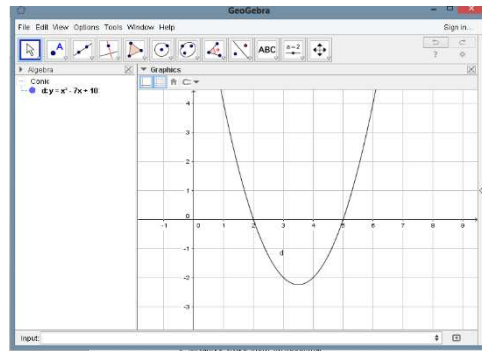 GeoGebra
File Edit View Options Tools Window Help
Sign in...
A
ABC
a=2
Algebra
Graphics
Conic
d: y = x² - 7x + 10
4
3
2
1
0
-1 0 1 2 3 4 5 6 7 8 9
d
-1
-2
-3
Input: